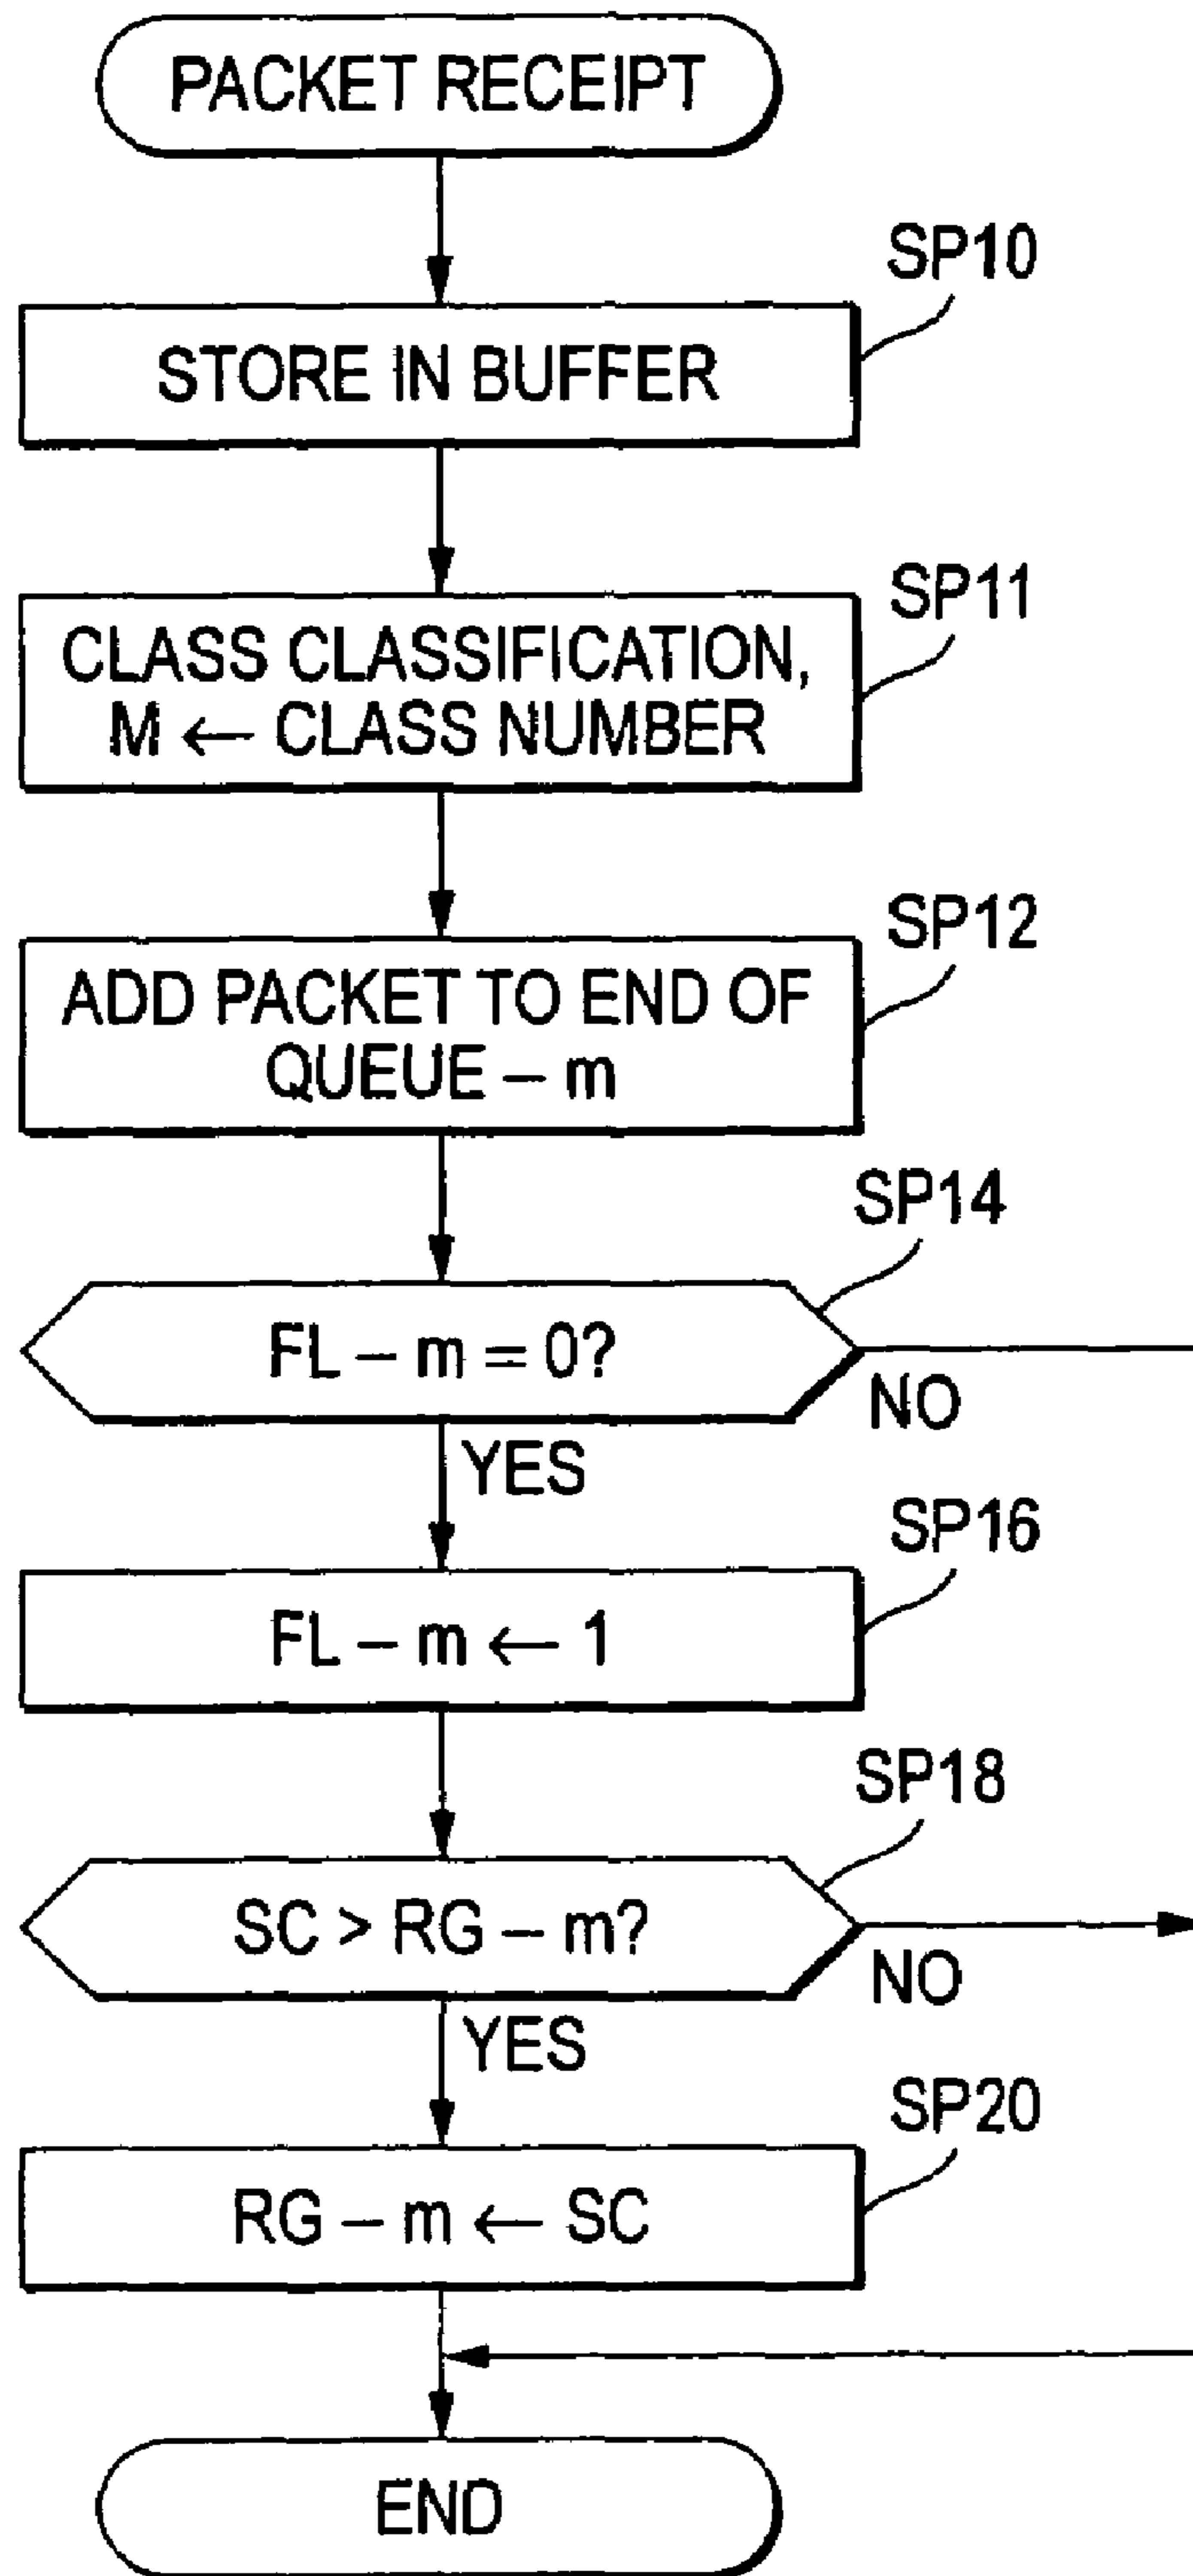 PACKET RECEIPT
SP10
STORE IN BUFFER
SP11
CLASS CLASSIFICATION,
M ← CLASS NUMBER
SP12
ADD PACKET TO END OF
QUEUE – m
SP14
FL – m = 0?
NO
YES
SP16
FL – m ← 1
SP18
SC > RG – m?
NO
YES
SP20
RG – m ← SC
END